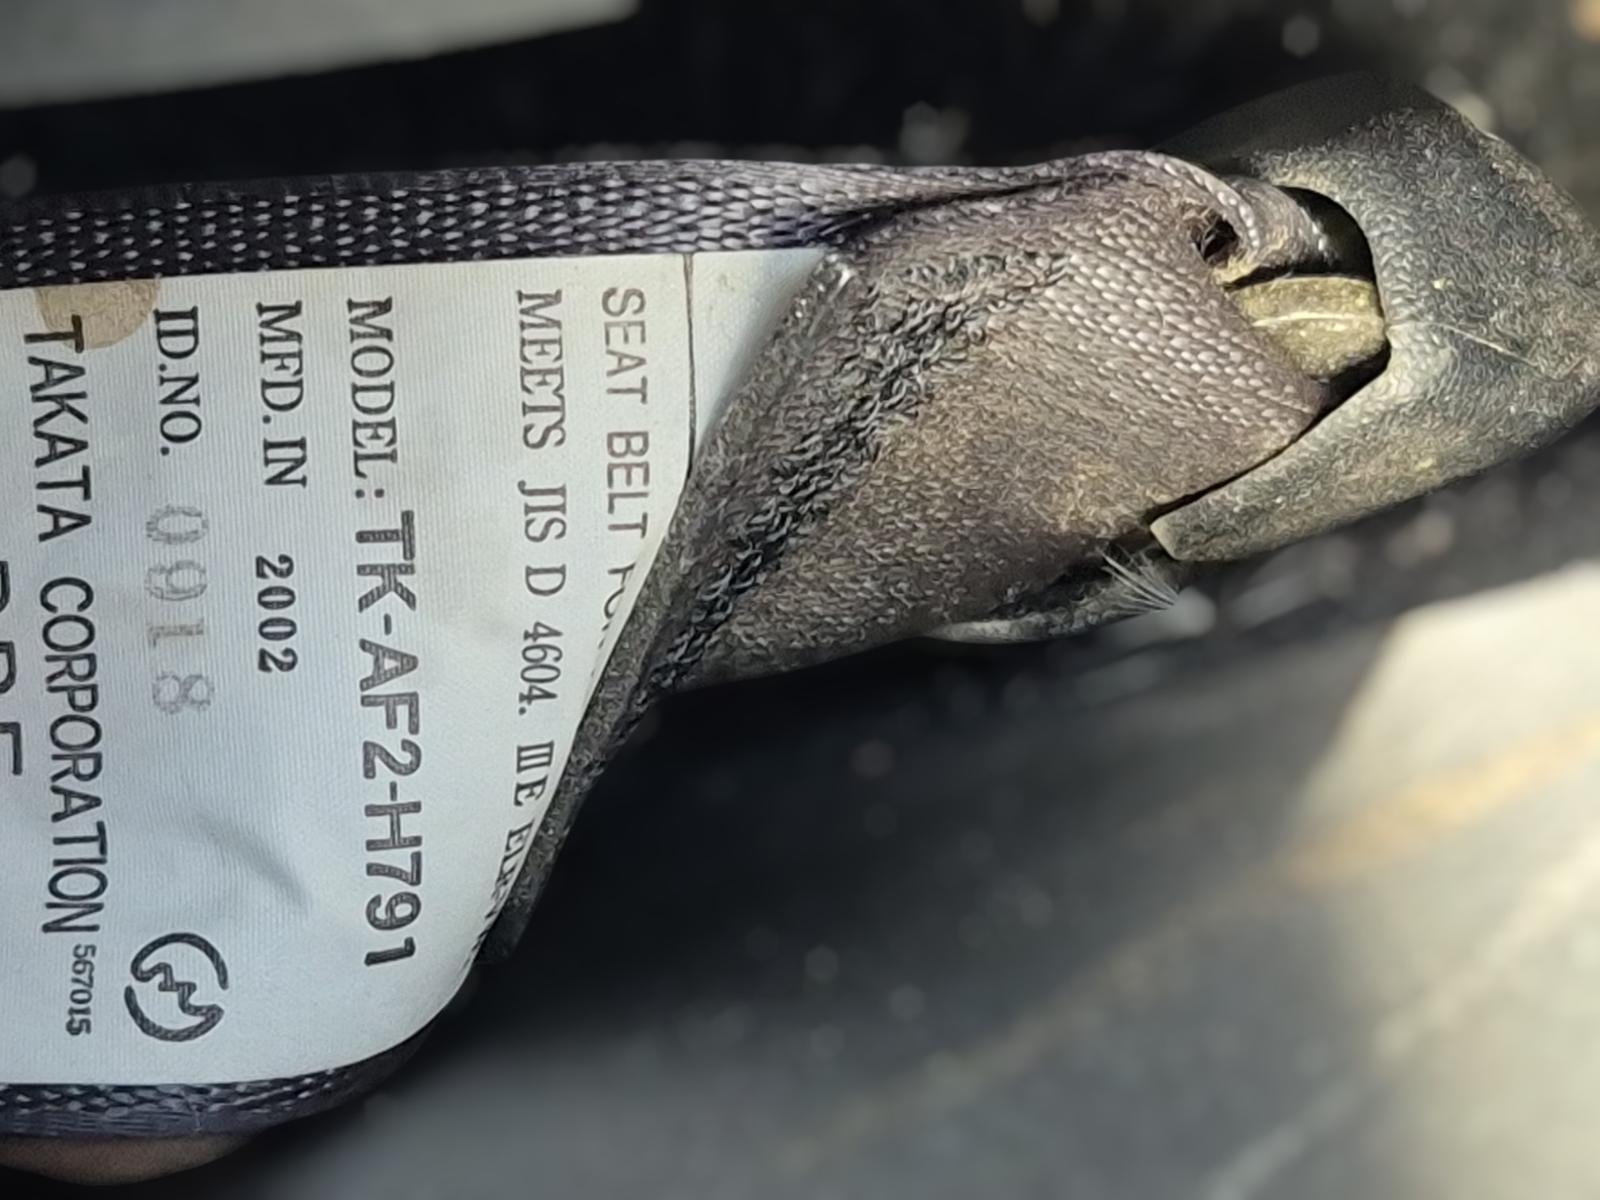 SEAT BELT
MEETS JIS D 4604. ⅢE
MODEL: TK-AF2-H791
MFD. IN 2002
ID.NO. 0918
TAKATA CORPORATION 567015